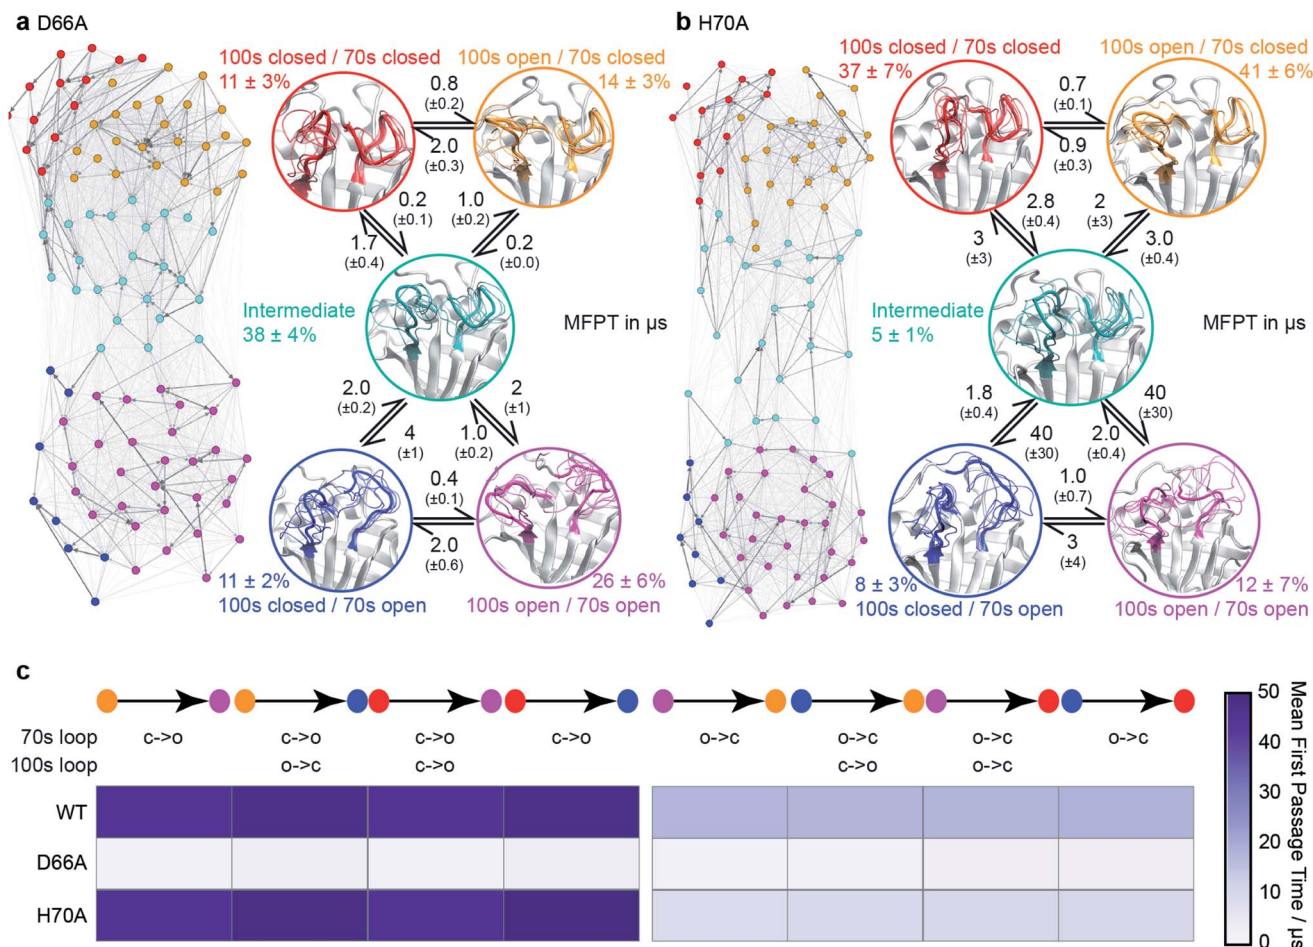 a D66A
100s closed / 70s closed
11 ± 3%
100s open / 70s closed
14 ± 3%
0.8
(±0.2)
2.0
(±0.3)
0.2
(±0.1)
1.0
(±0.2)
1.7
(±0.4)
0.2
(±0.0)
Intermediate
38 ± 4%
MFPT in µs
2.0
(±0.2)
2
(±1)
4
(±1)
1.0
(±0.2)
0.4
(±0.1)
2.0
(±0.6)
11 ± 2%
100s closed / 70s open
26 ± 6%
100s open / 70s open
b H70A
100s closed / 70s closed
37 ± 7%
100s open / 70s closed
41 ± 6%
0.7
(±0.1)
0.9
(±0.3)
2.8
(±0.4)
2
(±3)
3
(±3)
3.0
(±0.4)
Intermediate
5 ± 1%
MFPT in µs
1.8
(±0.4)
40
(±30)
40
(±30)
2.0
(±0.4)
1.0
(±0.7)
3
(±4)
8 ± 3%
100s closed / 70s open
12 ± 7%
100s open / 70s open
c
70s loop c->o c->o c->o c->o o->c o->c o->c o->c
100s loop o->c c->o c->o o->c
WT
D66A
H70A
50
40
30
20
10
0
Mean First Passage Time / µs